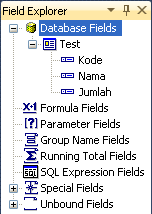 Field Explorer
Database Fields
Test
Kode
Nama
Jumlah
Formula Fields
Parameter Fields
Group Name Fields
Running Total Fields
SQL SQL Expression Fields
Special Fields
Unbound Fields